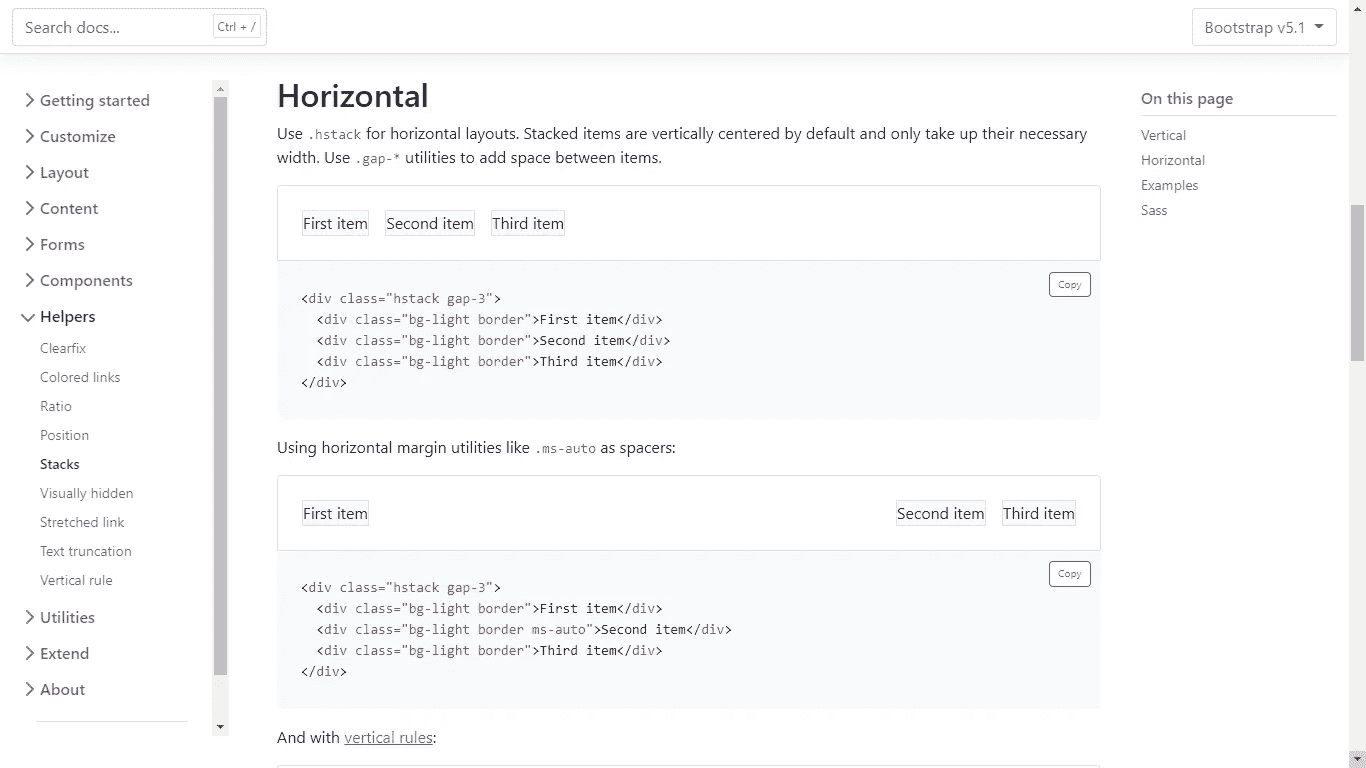 Search docs...
Ctrl + /
Bootstrap v5.1
Getting started
Customize
Layout
Content
Forms
Components
Helpers
Clearfix
Colored links
Ratio
Position
Stacks
Visually hidden
Stretched link
Text truncation
Vertical rule
Utilities
Extend
About
Horizontal
Use .hstack for horizontal layouts. Stacked items are vertically centered by default and only take up their necessary
width. Use .gap-* utilities to add space between items.
First item Second item Third item
Copy
<div class="hstack gap-3">
  <div class="bg-light border">First item</div>
  <div class="bg-light border">Second item</div>
  <div class="bg-light border">Third item</div>
</div>
Using horizontal margin utilities like .ms-auto as spacers:
First item Second item Third item
Copy
<div class="hstack gap-3">
  <div class="bg-light border">First item</div>
  <div class="bg-light border ms-auto">Second item</div>
  <div class="bg-light border">Third item</div>
</div>
And with vertical rules:
On this page
Vertical
Horizontal
Examples
Sass